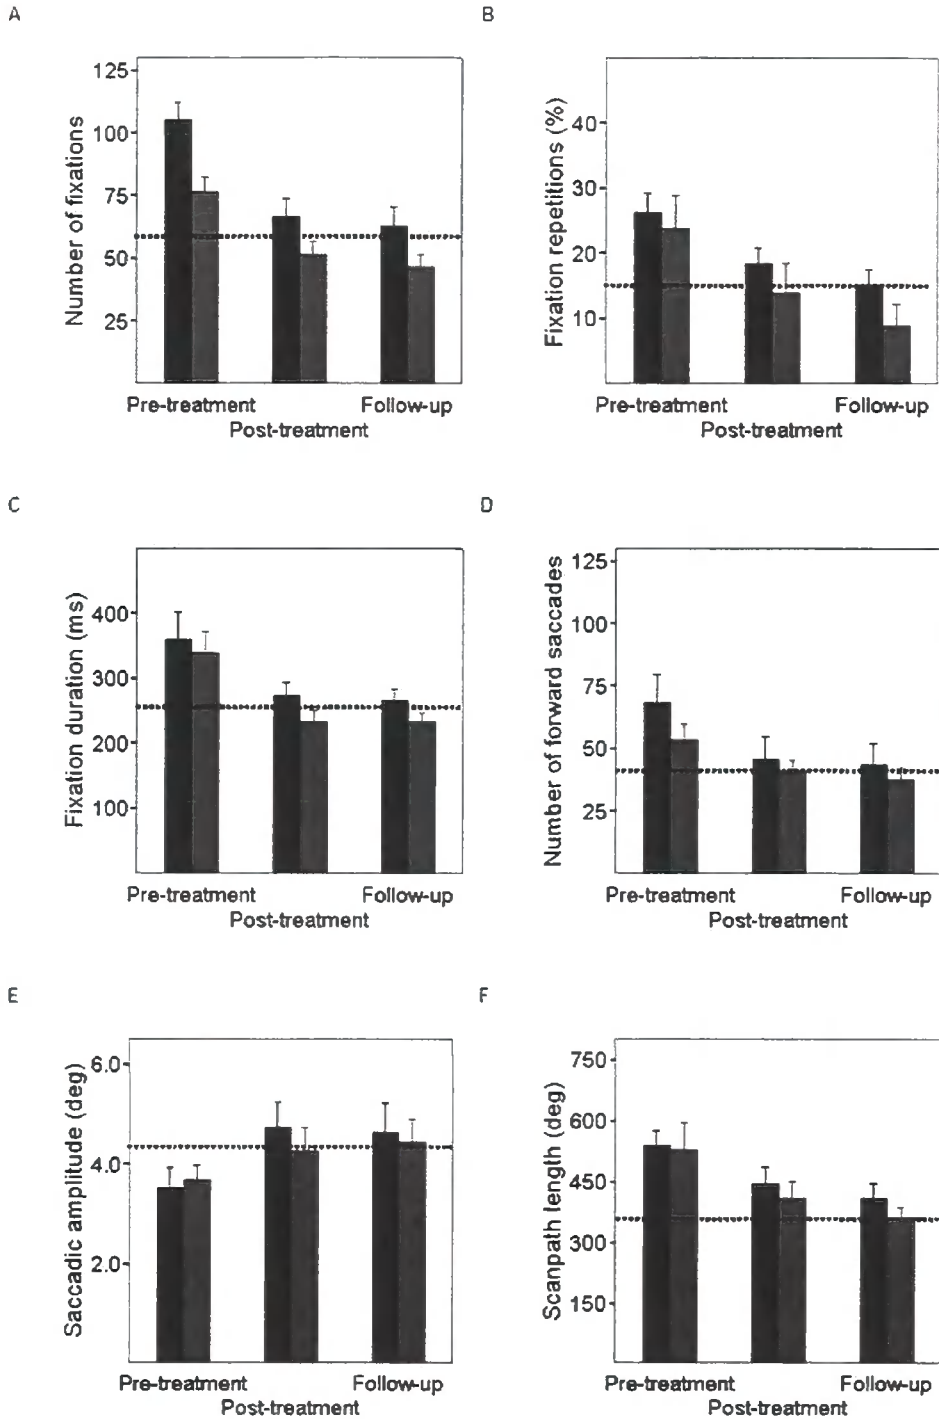 A
Number of fixations
125
100
75
50
25
Pre-treatment Follow-up
Post-treatment
B
Fixation repetitions (%)
40
30
20
10
Pre-treatment Follow-up
Post-treatment
C
Fixation duration (ms)
400
300
200
100
Pre-treatment Follow-up
Post-treatment
D
Number of forward saccades
125
100
75
50
25
Pre-treatment Follow-up
Post-treatment
E
Saccadic amplitude (deg)
6.0
4.0
2.0
Pre-treatment Follow-up
Post-treatment
F
Scanpath length (deg)
750
600
450
300
150
Pre-treatment Follow-up
Post-treatment